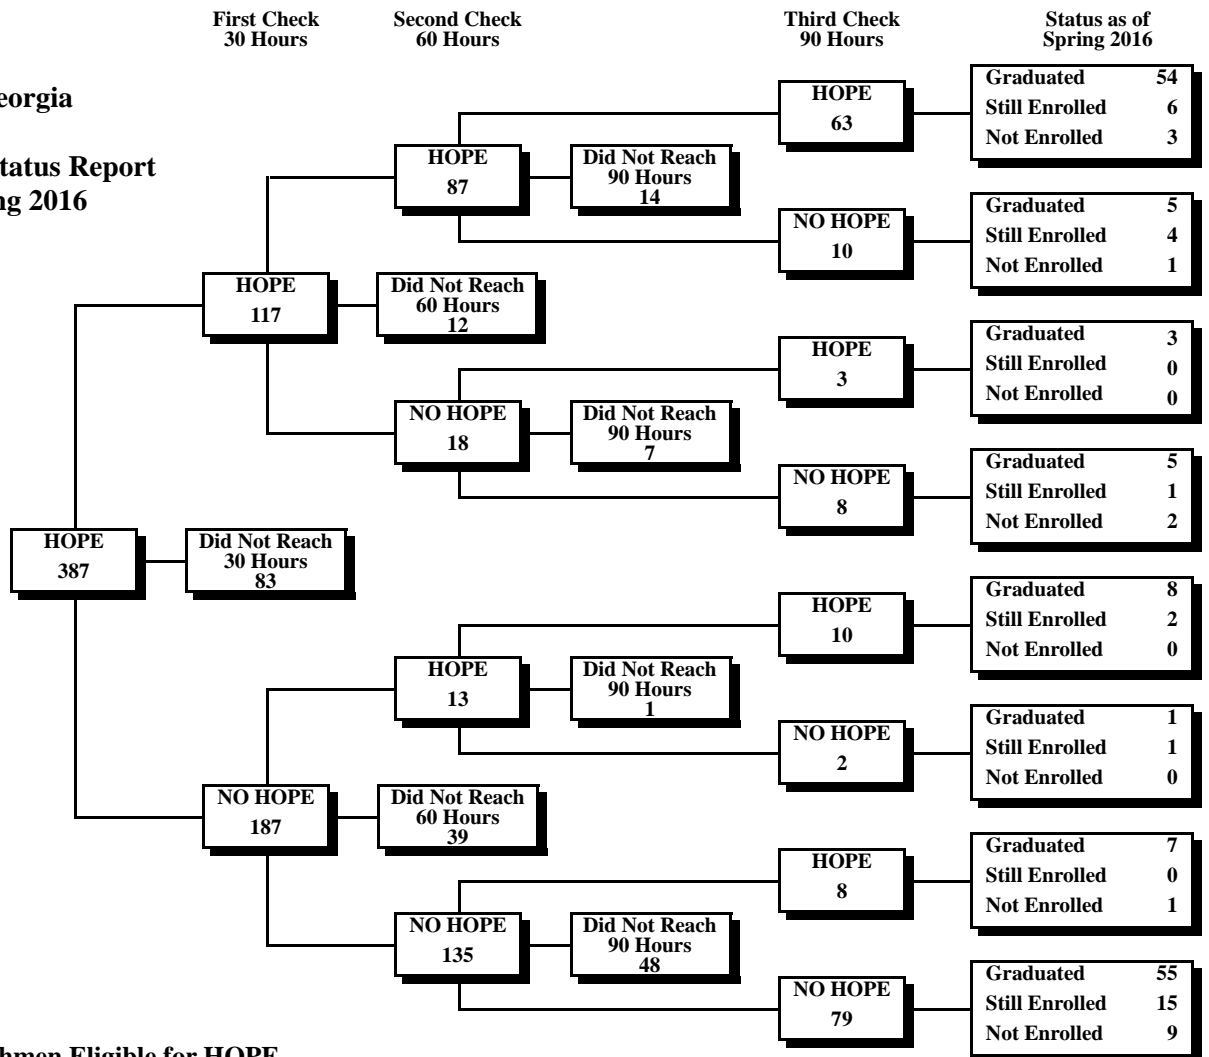 First Check
30 Hours
Second Check
60 Hours
Third Check
90 Hours
Status as of
Spring 2016
2016
HOPE
63
Graduated 54
Still Enrolled 6
Not Enrolled 3
HOPE
87
Did Not Reach
90 Hours
14
NO HOPE
10
Graduated 5
Still Enrolled 4
Not Enrolled 1
HOPE
117
Did Not Reach
60 Hours
12
HOPE
3
Graduated 3
Still Enrolled 0
Not Enrolled 0
NO HOPE
18
Did Not Reach
90 Hours
7
NO HOPE
8
Graduated 5
Still Enrolled 1
Not Enrolled 2
HOPE
387
Did Not Reach
30 Hours
83
HOPE
10
Graduated 8
Still Enrolled 2
Not Enrolled 0
HOPE
13
Did Not Reach
90 Hours
1
NO HOPE
2
Graduated 1
Still Enrolled 1
Not Enrolled 0
NO HOPE
187
Did Not Reach
60 Hours
39
HOPE
8
Graduated 7
Still Enrolled 0
Not Enrolled 1
NO HOPE
135
Did Not Reach
90 Hours
48
NO HOPE
79
Graduated 55
Still Enrolled 15
Not Enrolled 9
eorgia
tatus Report
ng 2016
hmen Eligible for HOPE